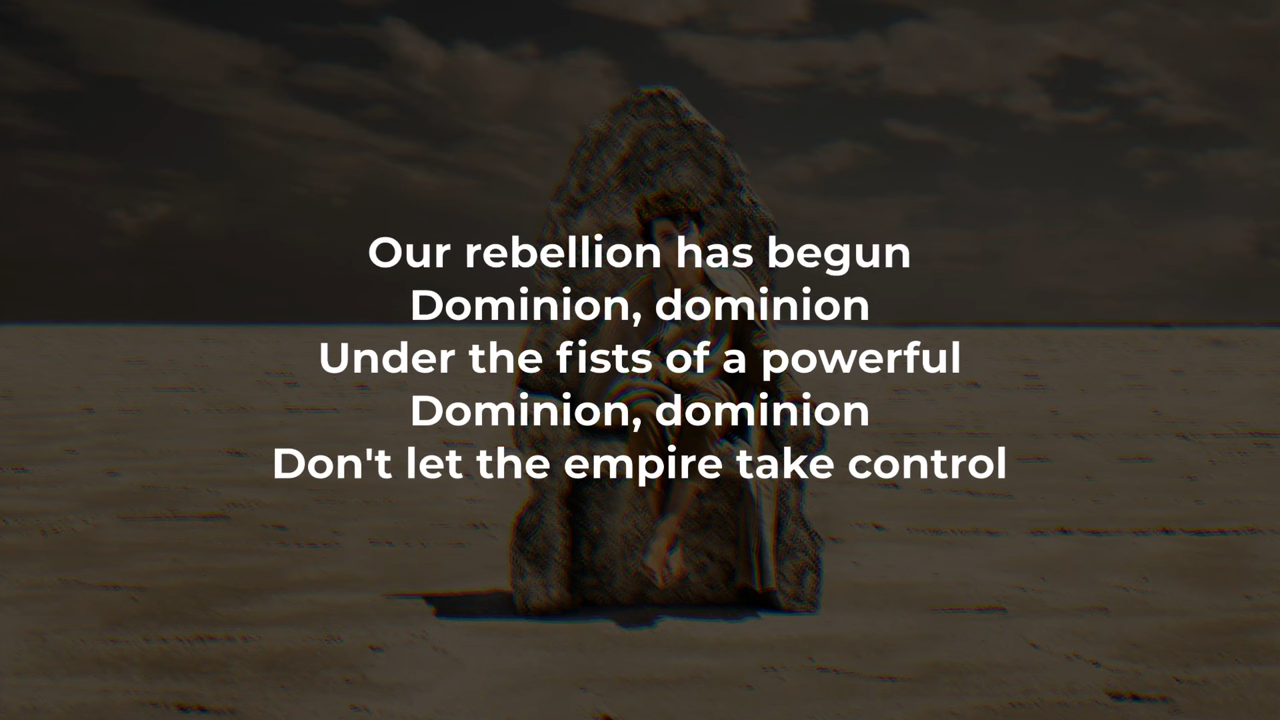 Our rebellion has begun
Dominion, dominion
Under the fists of a powerful
Dominion, dominion
Don't let the empire take control